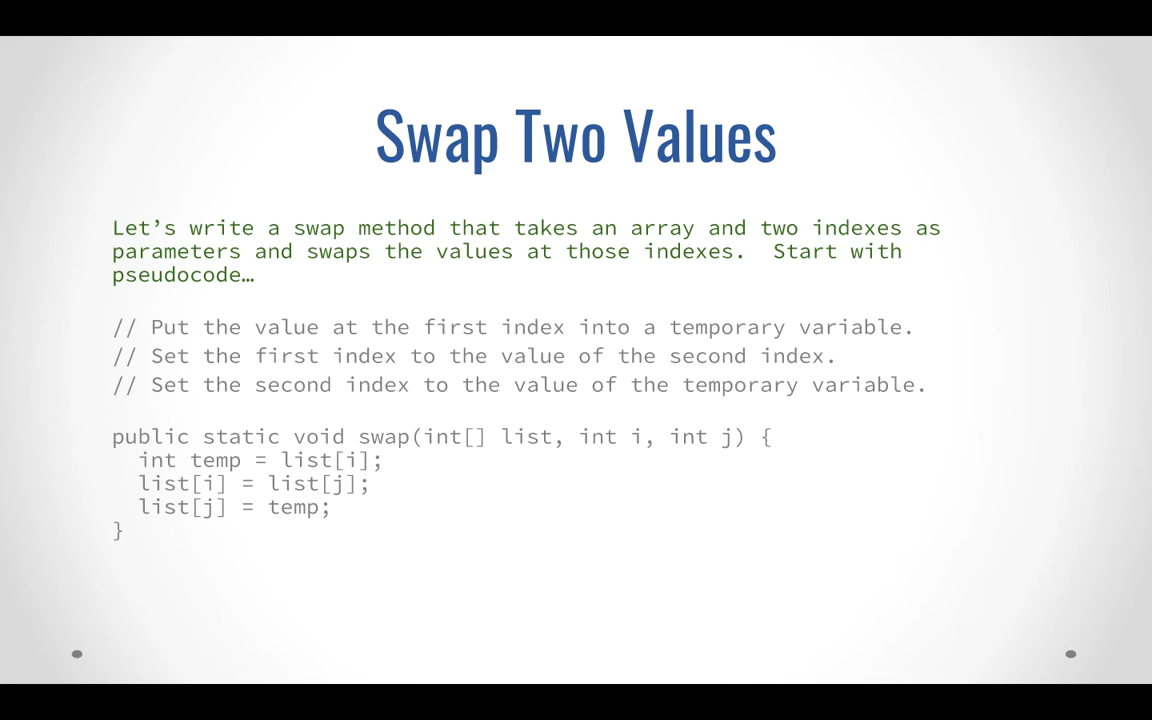 Swap Two Values
Let’s write a swap method that takes an array and two indexes as
parameters and swaps the values at those indexes.  Start with
pseudocode…
// Put the value at the first index into a temporary variable.
// Set the first index to the value of the second index.
// Set the second index to the value of the temporary variable.
public static void swap(int[] list, int i, int j) {
  int temp = list[i];
  list[i] = list[j];
  list[j] = temp;
}